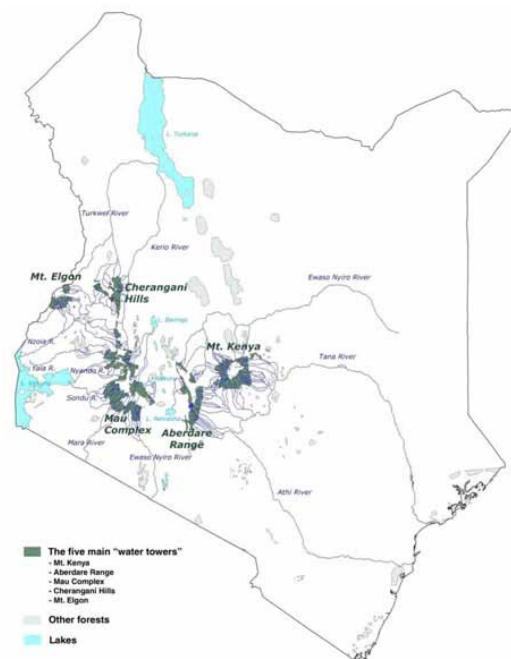 L. Turkana
Turkwel River
Kerio River
Mt. Elgon
Cherangani
Hills
Ewaso Nyiro River
L. Baringo
Nzoia R.
Mt. Kenya
Yala R.
Nyando R.
Tana River
Sondu R.
L. Naivasha
Mau
Complex
Aberdare
Range
Mara River
Ewaso Nyiro River
Athi River
The five main “water towers”
- Mt. Kenya
- Aberdare Range
- Mau Complex
- Cherangani Hills
- Mt. Elgon
Other forests
Lakes